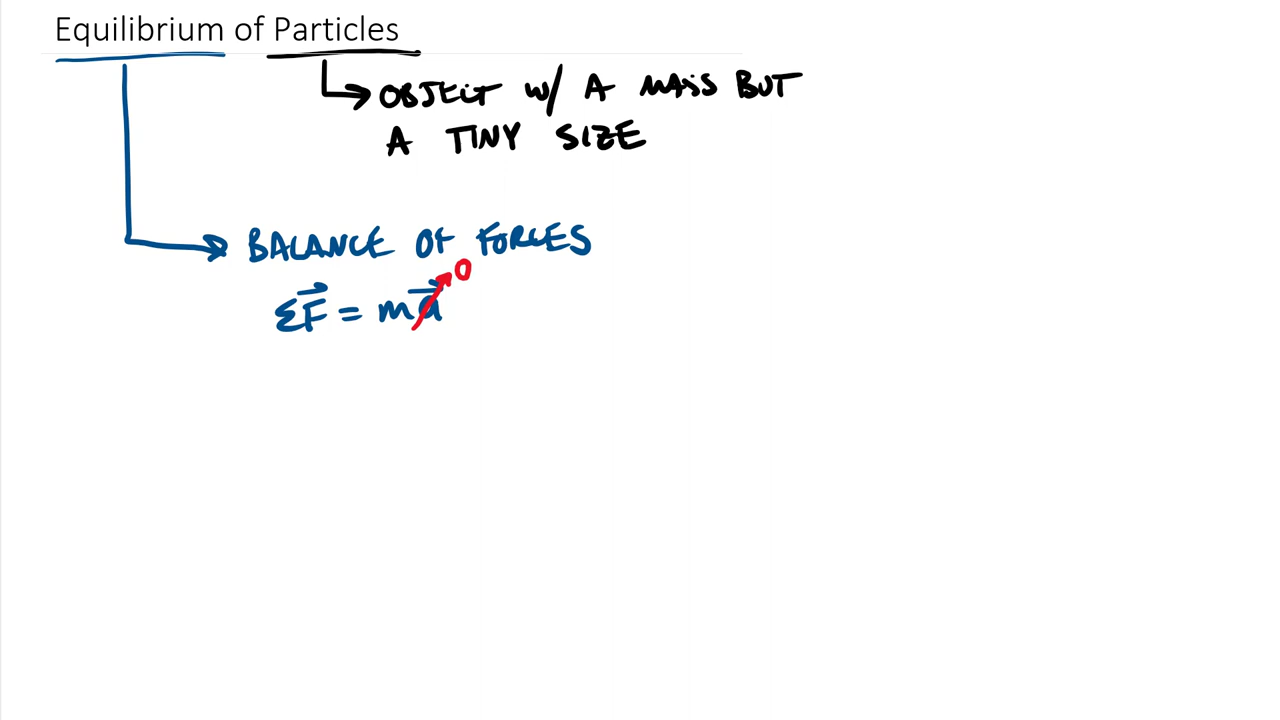 Equilibrium of Particles
OBJECT W/ A MASS BUT
A TINY SIZE
BALANCE OF FORCES
ΣF⃗ = ma⃗ 0